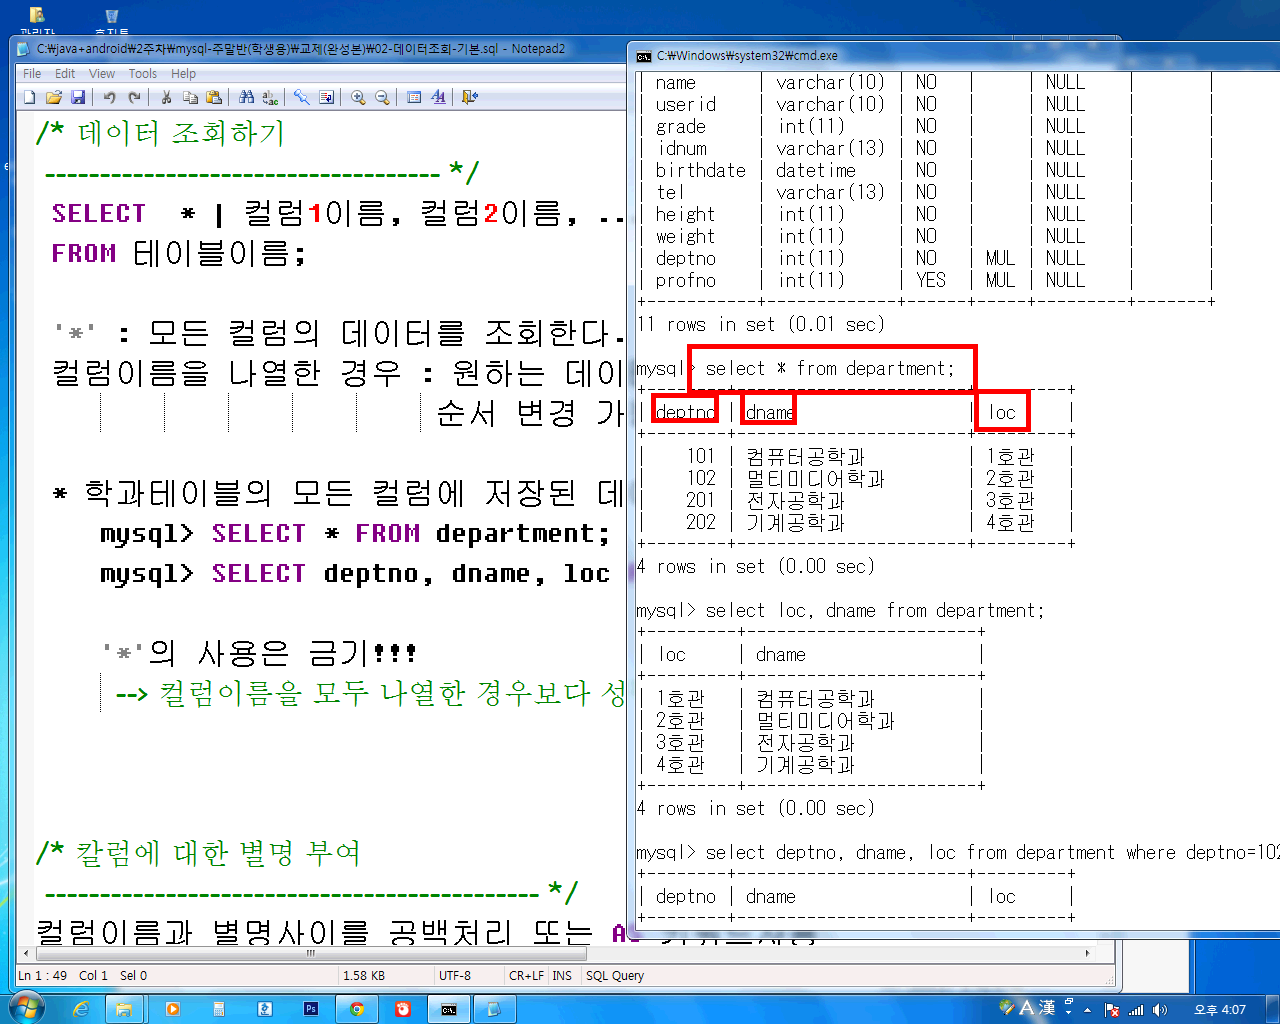 관리자
휴지통
C:₩java+android₩2주차₩mysql-주말반(학생용)₩교제(완성본)₩02-데이터조회-기본.sql - Notepad2
File Edit View Tools Help
/* 데이터 조회하기
------------------------------------ */
SELECT * | 컬럼1이름, 컬럼2이름, ..
FROM 테이블이름;
'*' : 모든 컬럼의 데이터를 조회한다.
컬럼이름을 나열한 경우 : 원하는 데이
순서 변경 가
* 학과테이블의 모든 컬럼에 저장된 데
mysql> SELECT * FROM department;
mysql> SELECT deptno, dname, loc
'*'의 사용은 금기!!!
--> 컬럼이름을 모두 나열한 경우보다 성
/* 칼럼에 대한 별명 부여
--------------------------------------------- */
컬럼이름과 별명사이를 공백처리 또는
Ln 1 : 49 Col 1 Sel 0 1.58 KB UTF-8 CR+LF INS SQL Query
C:₩Windows₩system32₩cmd.exe
| name | varchar(10) | NO | | NULL | |
| userid | varchar(10) | NO | | NULL | |
| grade | int(11) | NO | | NULL | |
| idnum | varchar(13) | NO | | NULL | |
| birthdate | datetime | NO | | NULL | |
| tel | varchar(13) | NO | | NULL | |
| height | int(11) | NO | | NULL | |
| weight | int(11) | NO | | NULL | |
| deptno | int(11) | NO | MUL | NULL | |
| profno | int(11) | YES | MUL | NULL | |
+-----------+-------------+------+-----+---------+-------+
11 rows in set (0.01 sec)
mysql> select * from department;
+--------+-----------------------+---------+
| deptno | dname | loc |
+--------+-----------------------+---------+
| 101 | 컴퓨터공학과 | 1호관 |
| 102 | 멀티미디어학과 | 2호관 |
| 201 | 전자공학과 | 3호관 |
| 202 | 기계공학과 | 4호관 |
+--------+-----------------------+---------+
4 rows in set (0.00 sec)
mysql> select loc, dname from department;
+---------+-----------------------+
| loc | dname |
+---------+-----------------------+
| 1호관 | 컴퓨터공학과 |
| 2호관 | 멀티미디어학과 |
| 3호관 | 전자공학과 |
| 4호관 | 기계공학과 |
+---------+-----------------------+
4 rows in set (0.00 sec)
mysql> select deptno, dname, loc from department where deptno=102
+--------+-----------------------+---------+
| deptno | dname | loc |
+--------+-----------------------+---------+
A 漢
오후 4:07